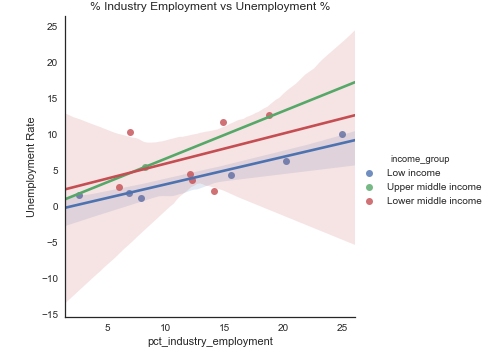 % Industry Employment vs Unemployment %
25
20
15
10
5
0
−5
−10
−15
Unemployment Rate
5
10
15
20
25
pct_industry_employment
income_group
Low income
Upper middle income
Lower middle income